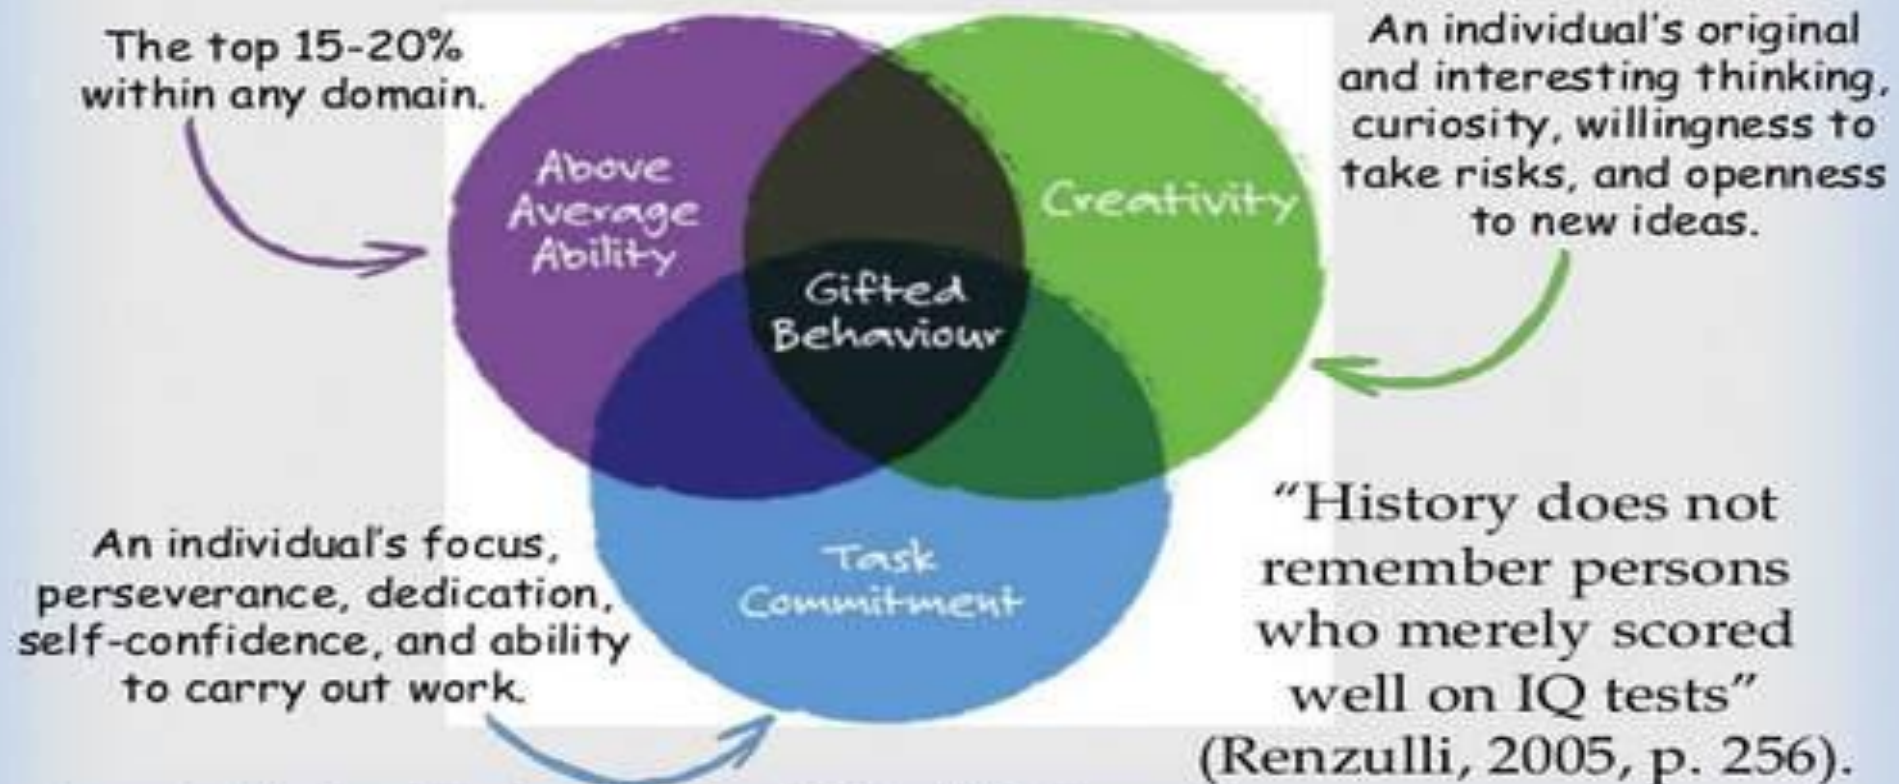 The top 15-20%
within any domain.
Above
Average
Ability
Creativity
An individual's original
and interesting thinking,
curiosity, willingness to
take risks, and openness
to new ideas.
Gifted
Behaviour
An individual's focus,
perseverance, dedication,
self-confidence, and ability
to carry out work.
Task
Commitment
"History does not
remember persons
who merely scored
well on IQ tests"
(Renzulli, 2005, p. 256).